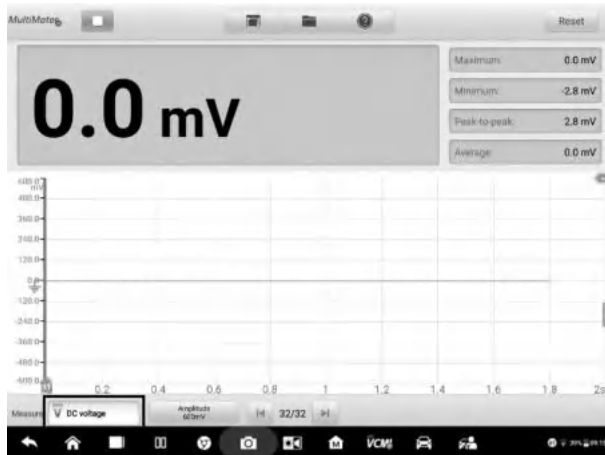 MultiMeter
Reset
0.0 mV
Maximum: 0.0 mV
Minimum: -2.8 mV
Peak-to-peak: 2.8 mV
Average: 0.0 mV
mV
480.0
360.0
240.0
120.0
0.0
-120.0
-240.0
-360.0
-480.0
0.2 0.4 0.6 0.8 1 1.2 1.4 1.6 1.8 2s
Measure DC voltage Amplitude 600mV 32/32
VCMI